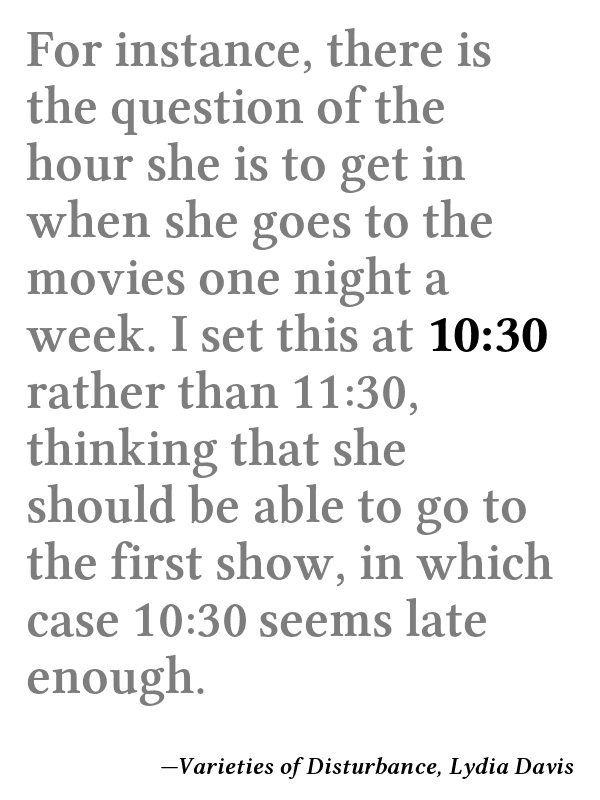 For instance, there is
the question of the
hour she is to get in
when she goes to the
movies one night a
week. I set this at 10:30
rather than 11:30,
thinking that she
should be able to go to
the first show, in which
case 10:30 seems late
enough.
—Varieties of Disturbance, Lydia Davis